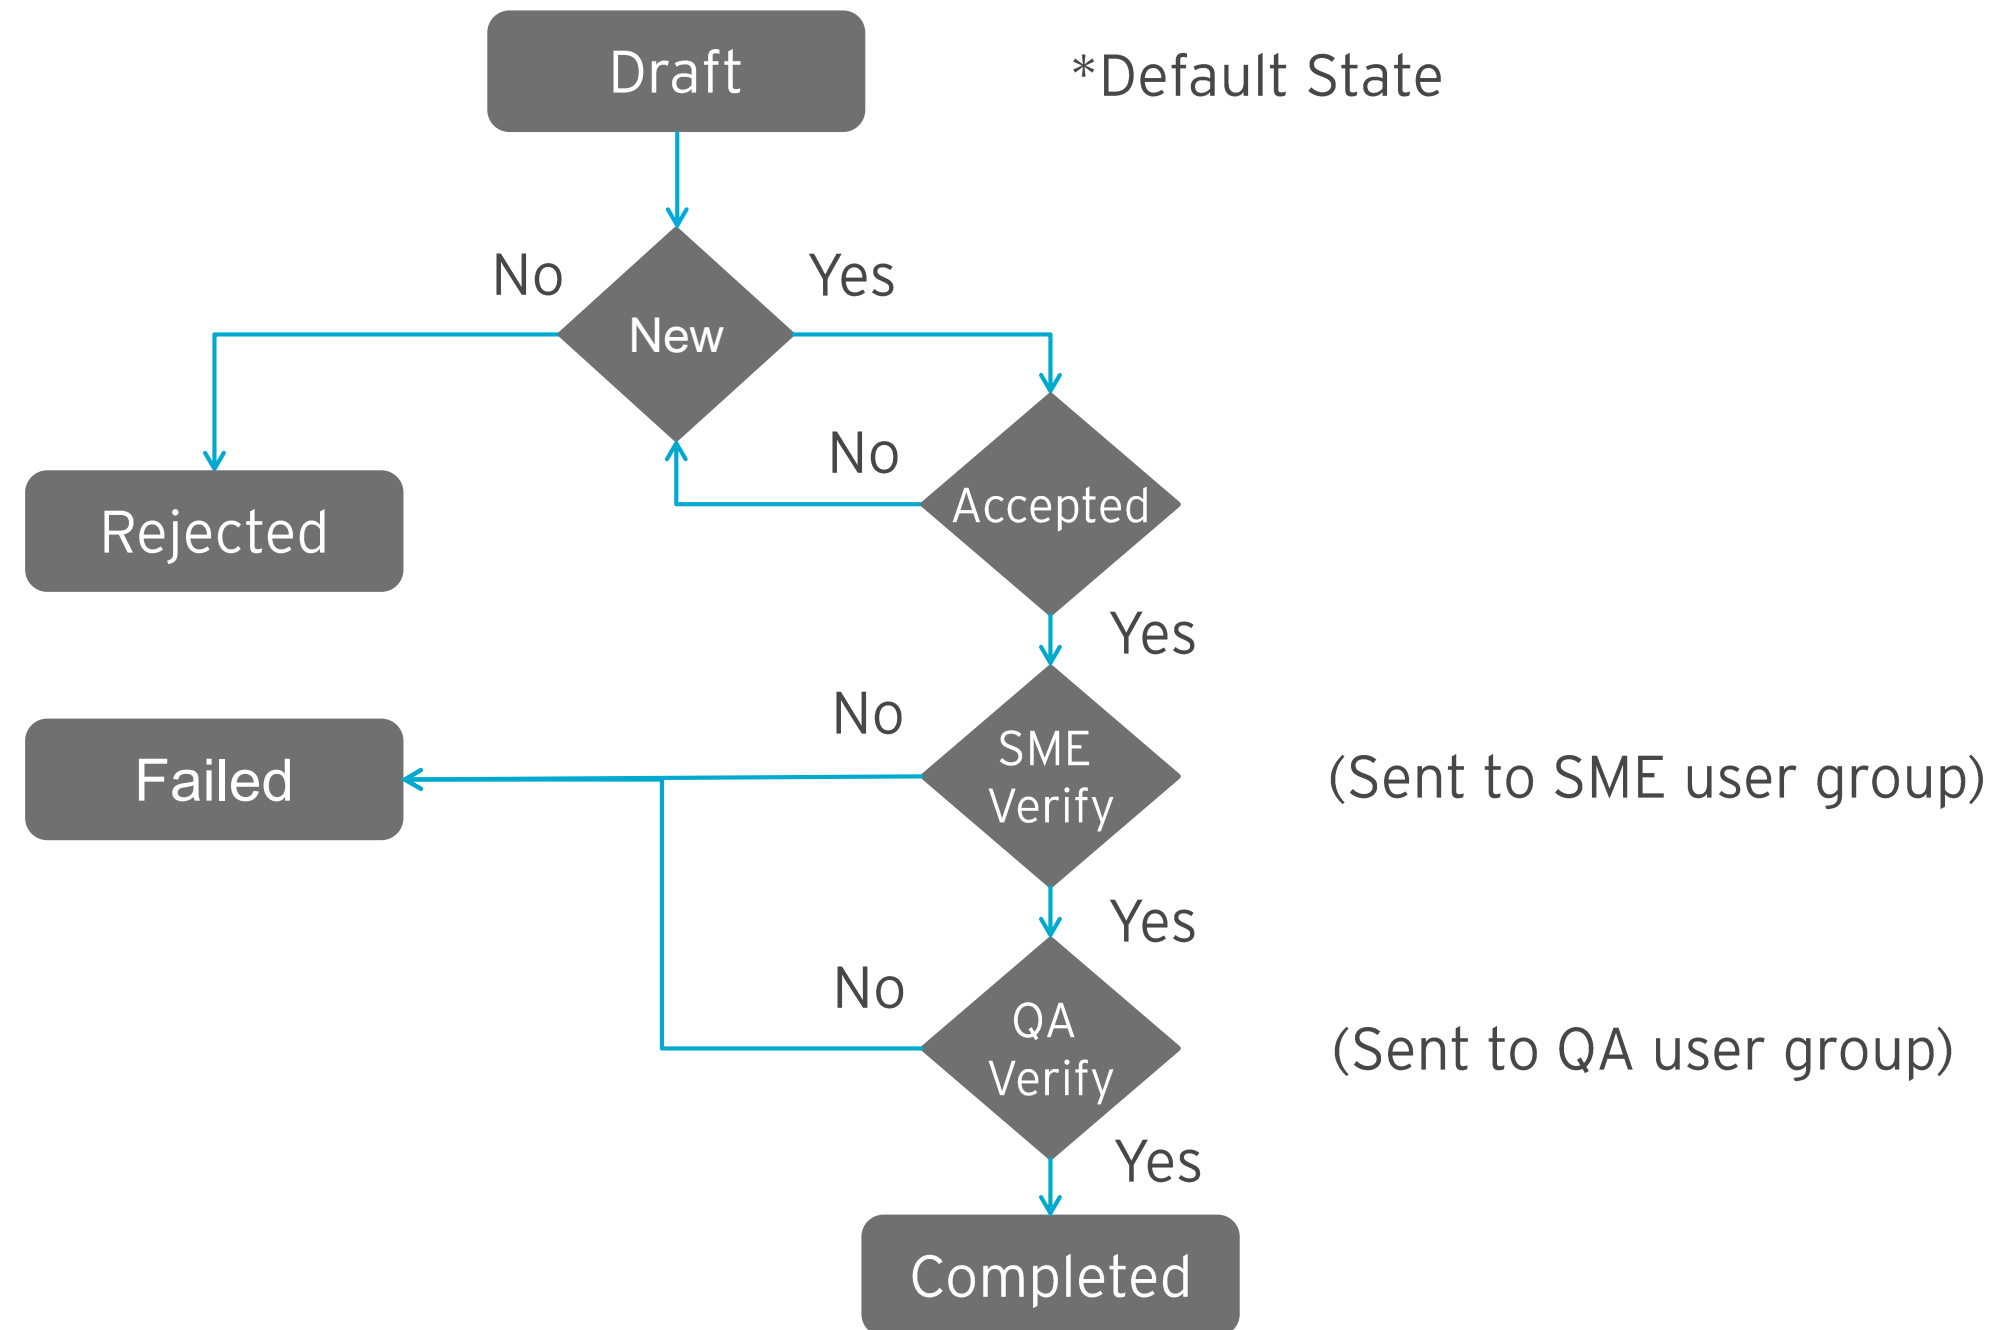 Draft
*Default State
No
Yes
New
No
Accepted
Rejected
Yes
No
SME
Verify
Failed
(Sent to SME user group)
Yes
No
QA
Verify
(Sent to QA user group)
Yes
Completed